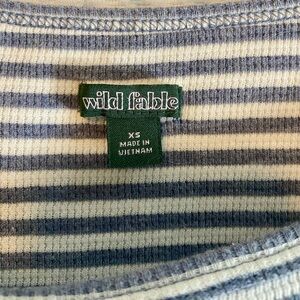 wild fable
XS
MADE IN
VIETNAM